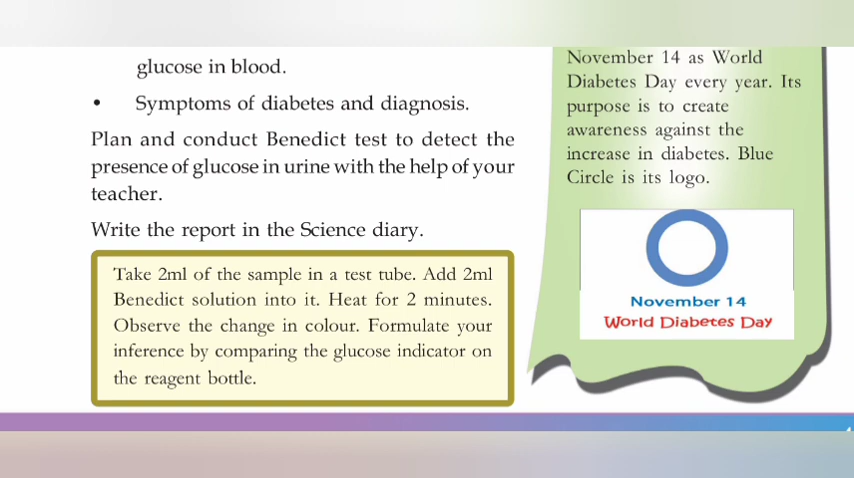 glucose in blood.
• Symptoms of diabetes and diagnosis.
Plan and conduct Benedict test to detect the
presence of glucose in urine with the help of your
teacher.
Write the report in the Science diary.
Take 2ml of the sample in a test tube. Add 2ml
Benedict solution into it. Heat for 2 minutes.
Observe the change in colour. Formulate your
inference by comparing the glucose indicator on
the reagent bottle.
November 14 as World
Diabetes Day every year. Its
purpose is to create
awareness against the
increase in diabetes. Blue
Circle is its logo.
November 14
World Diabetes Day